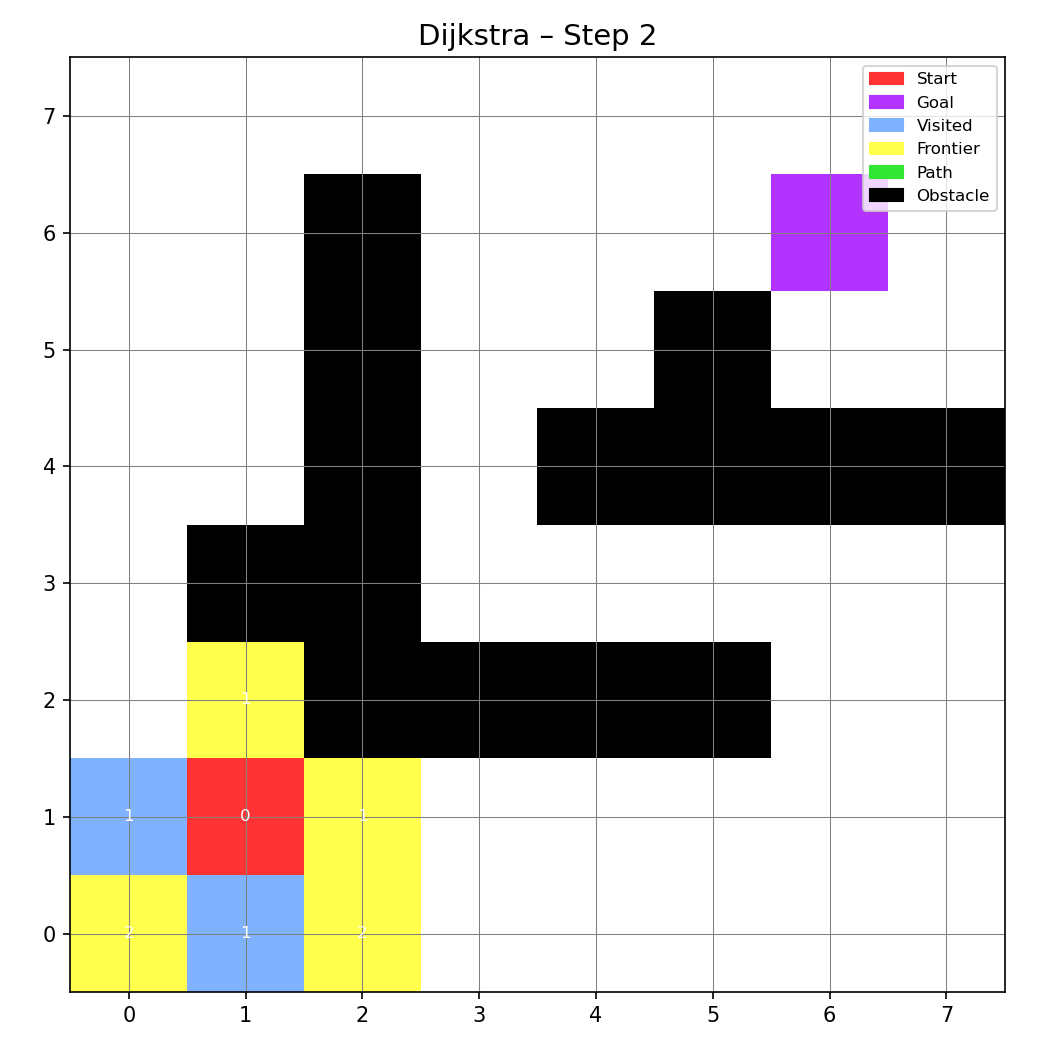 Dijkstra – Step 2
Start
Goal
Visited
Frontier
Path
Obstacle
7
6
5
4
3
2
1
0
1
1 0 1
2 1 2
0 1 2 3 4 5 6 7